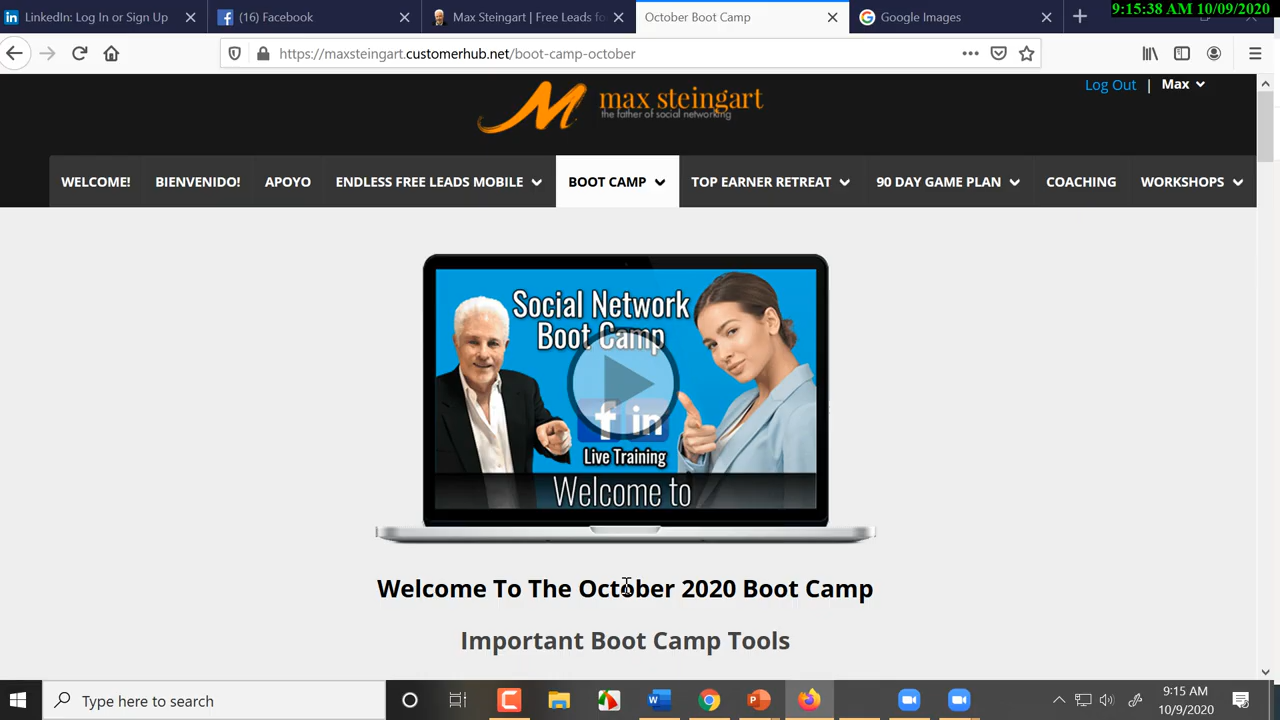 LinkedIn: Log In or Sign Up
(16) Facebook
Max Steingart | Free Leads fo
October Boot Camp
Google Images
9:15:38 AM 10/09/2020
https://maxsteingart.customerhub.net/boot-camp-october
max steingart
the father of social networking
Log Out | Max
WELCOME! BIENVENIDO! APOYO ENDLESS FREE LEADS MOBILE BOOT CAMP TOP EARNER RETREAT 90 DAY GAME PLAN COACHING WORKSHOPS
Social Network
Boot Camp
f in
Live Training
Welcome to
Welcome To The October 2020 Boot Camp
Important Boot Camp Tools
Type here to search
9:15 AM
10/9/2020